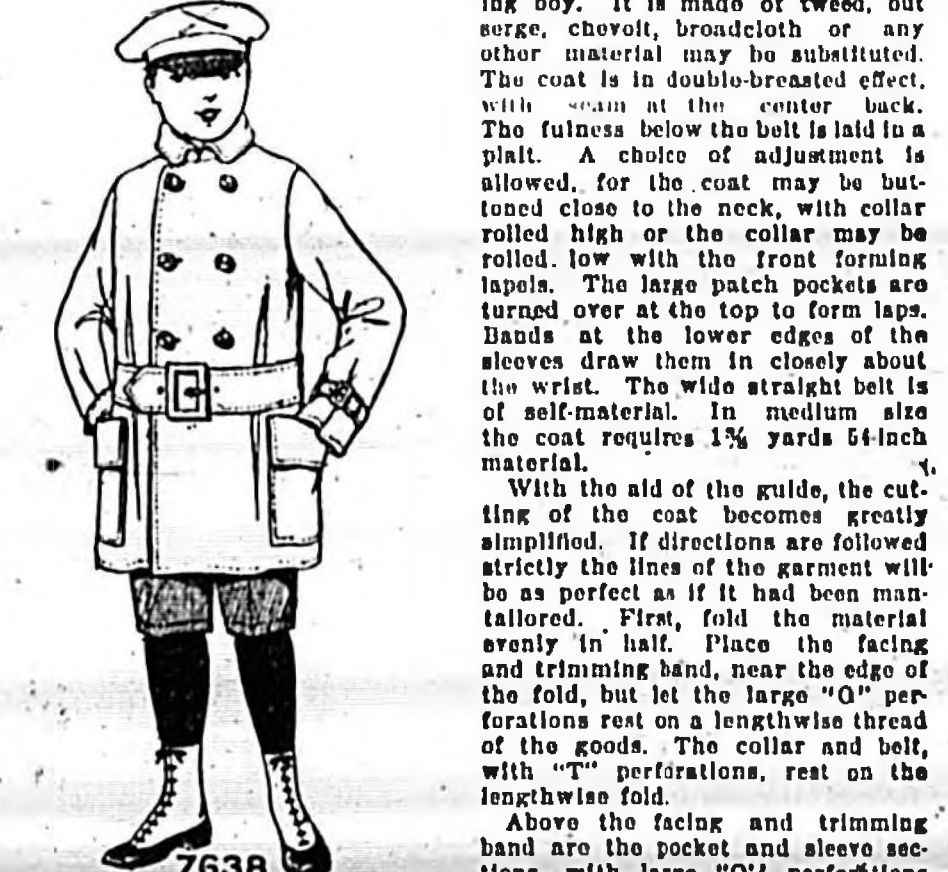 ing boy. It is made of tweed, but
serge, cheviot, broadcloth or any
other material may be substituted.
The coat is in double-breasted effect,
with seam at the center back.
The fulness below the belt is laid in a
plait. A choice of adjustment is
allowed, for the coat may be but-
toned close to the neck, with collar
rolled high or the collar may be
rolled low with the front forming
lapels. The large patch pockets are
turned over at the top to form laps.
Bands at the lower edges of the
sleeves draw them in closely about
the wrist. The wide straight belt is
of self-material. In medium size
the coat requires yards 54-inch
material.
With the aid of the guide, the cut-
ting of the coat becomes greatly
simplified. If directions are followed
strictly the lines of the garment will
be as perfect as if it had been man-
tailored. First, fold the material
evenly in half. Place the facing
and trimming band, near the edge of
the fold, but let the large "O" per-
forations rest on a lengthwise thread
of the goods. The collar and belt,
with "T" perforations, rest on the
lengthwise fold.
Above the facing and trimming
band are the pocket and sleeve sec-
tions, with large "O" perforations
7638